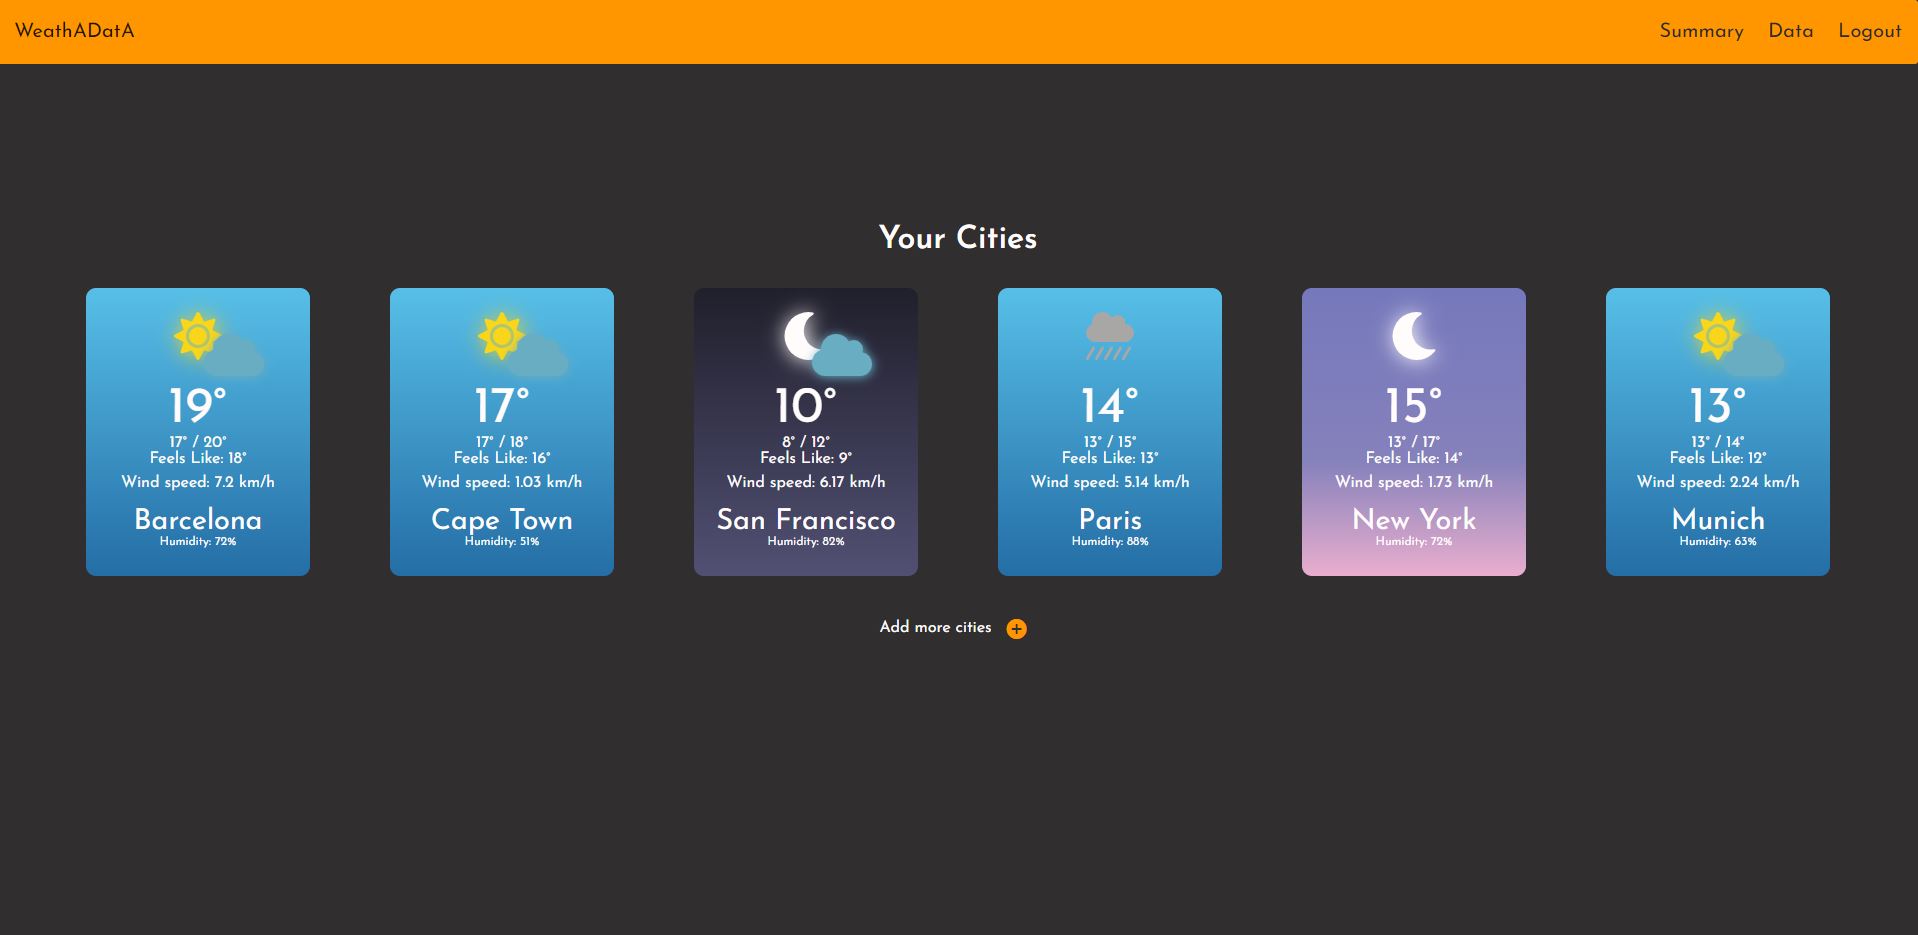 WeathADatA
Summary Data Logout
Your Cities
19°
17° / 20°
Feels Like: 18°
Wind speed: 7.2 km/h
Barcelona
Humidity: 72%
17°
17° / 18°
Feels Like: 16°
Wind speed: 1.03 km/h
Cape Town
Humidity: 51%
10°
8° / 12°
Feels Like: 9°
Wind speed: 6.17 km/h
San Francisco
Humidity: 82%
14°
13° / 15°
Feels Like: 13°
Wind speed: 5.14 km/h
Paris
Humidity: 88%
15°
13° / 17°
Feels Like: 14°
Wind speed: 1.73 km/h
New York
Humidity: 72%
13°
13° / 14°
Feels Like: 12°
Wind speed: 2.24 km/h
Munich
Humidity: 63%
Add more cities